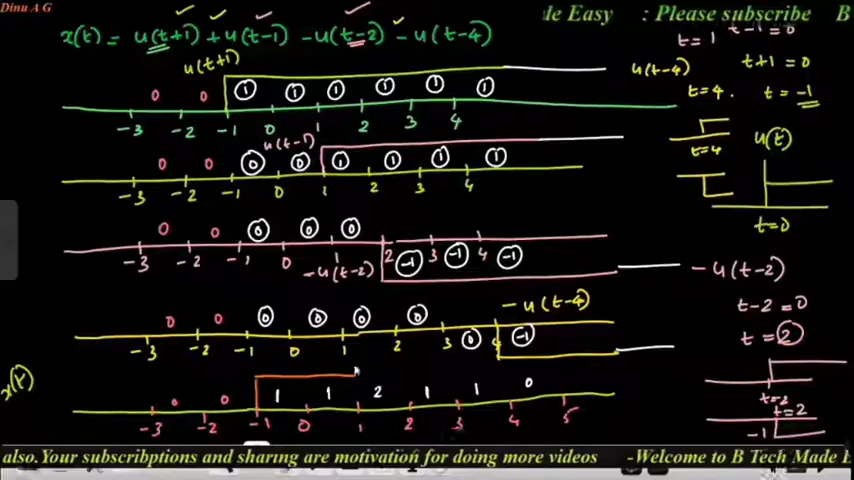 Dinu A G
de Easy : Please subscribe B
x(t) = u(t+1) + u(t-1) - u(t-2) - u(t-4)
t=1 t-1=0
u(t-4) t+1=0
t=4. t=-1
u(t+1)
1 1 1 1 1 1
0 0
-3 -2 -1 0 1 2 3 4
t=4
u(t)
t=0
u(t-1)
0 0 0 0 1 1 1 1
-3 -2 -1 0 1 2 3 4
0 0 0 0 0
-3 -2 -1 0 1 2 3 4
-u(t-2) -1 -1 -1
-u(t-2)
t-2=0
t=2
-u(t-4)
0 0 0 0 0 0 0 -1
-3 -2 -1 0 1 2 3 4
t=2
t=2
-1
x(t)
0 0 1 1 2 1 1 0
-3 -2 -1 0 1 2 3 4 5
also.Your subscribptions and sharing are motivation for doing more videos -Welcome to B Tech Made E